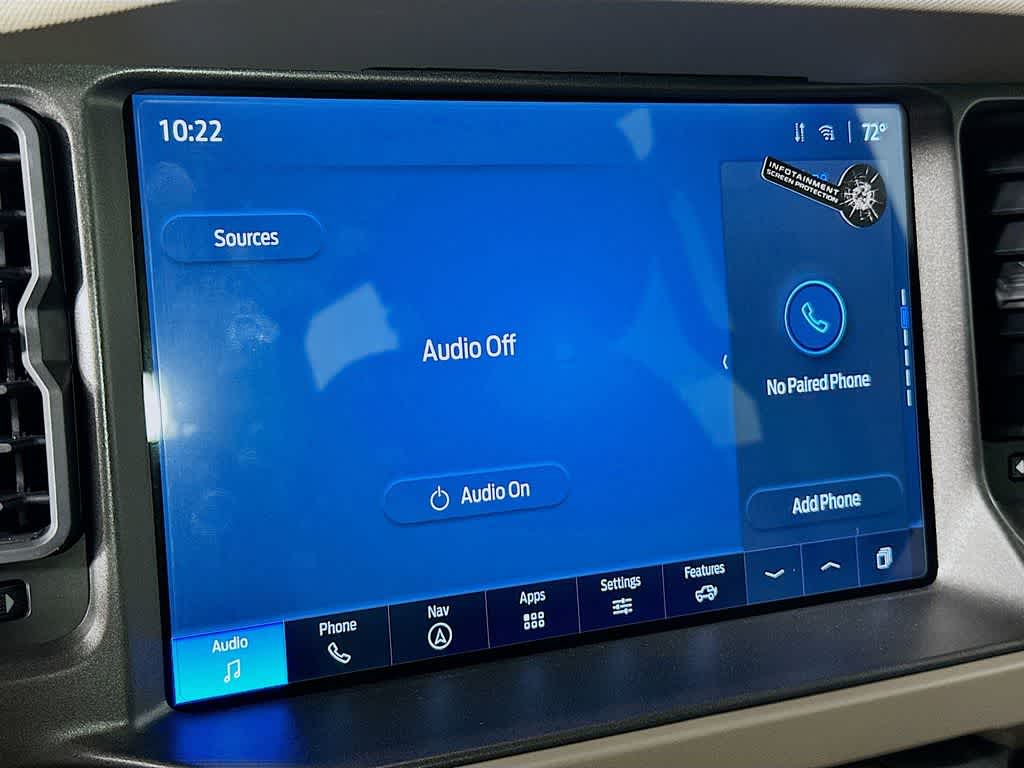 10:22
72°
INFOTAINMENT
SCREEN PROTECTION
Sources
Audio Off
No Paired Phone
Audio On
Add Phone
Audio
Phone
Nav
Apps
Settings
Features